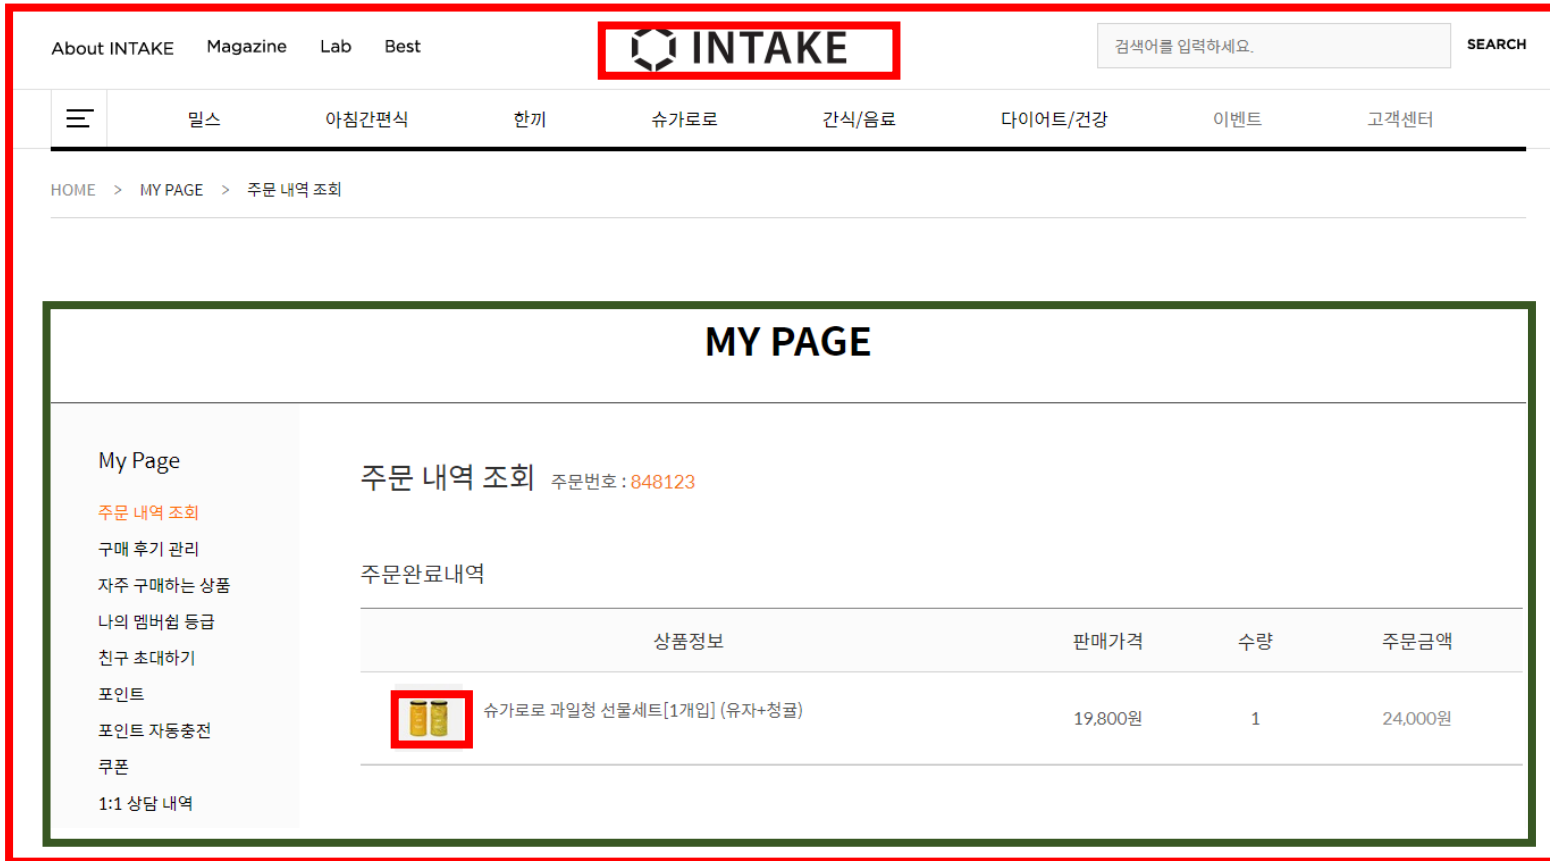 About INTAKE Magazine Lab Best INTAKE 검색어를 입력하세요. SEARCH
밀스 아침간편식 한끼 슈가로로 간식/음료 다이어트/건강 이벤트 고객센터
HOME > MY PAGE > 주문 내역 조회
MY PAGE
My Page
주문 내역 조회
구매 후기 관리
자주 구매하는 상품
나의 멤버쉽 등급
친구 초대하기
포인트
포인트 자동충전
쿠폰
1:1 상담 내역
주문 내역 조회 주문번호 : 848123
주문완료내역
상품정보 판매가격 수량 주문금액
슈가로로 과일청 선물세트[1개입] (유자+청귤) 19,800원 1 24,000원